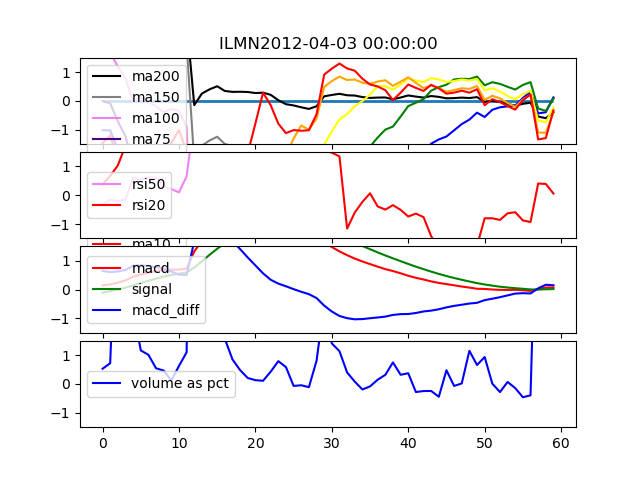 ILMN2012-04-03 00:00:00
1
0
−1
ma200
ma150
ma100
ma75
1
0
−1
rsi50
rsi20
ma10
1
0
−1
macd
signal
macd_diff
1
0
−1
volume as pct
0 10 20 30 40 50 60